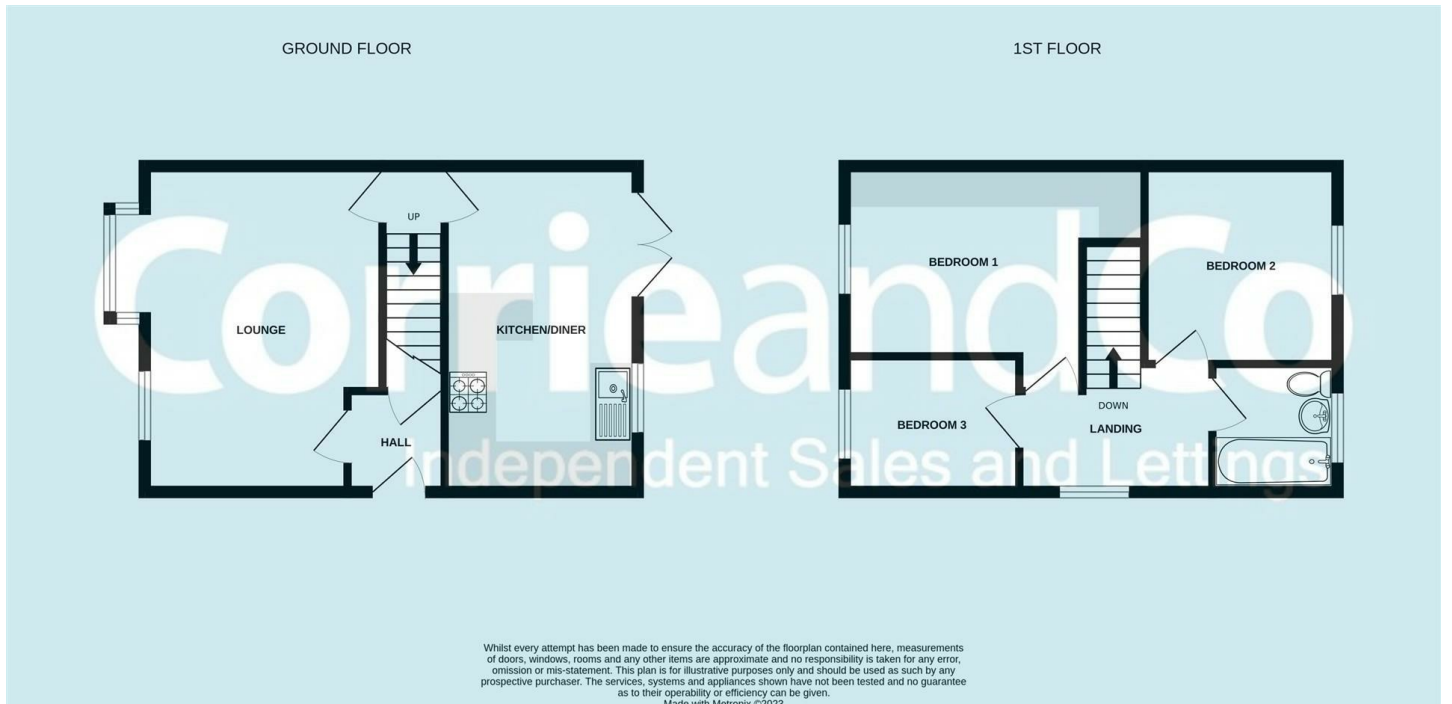 GROUND FLOOR
1ST FLOOR
UP
LOUNGE
KITCHEN/DINER
HALL
BEDROOM 1
BEDROOM 2
BEDROOM 3
DOWN
LANDING
CorrieandCo
Independent Sales and Lettings
Whilst every attempt has been made to ensure the accuracy of the floorplan contained here, measurements
of doors, windows, rooms and any other items are approximate and no responsibility is taken for any error,
omission or mis-statement. This plan is for illustrative purposes only and should be used as such by any
prospective purchaser. The services, systems and appliances shown have not been tested and no guarantee
as to their operability or efficiency can be given.
Made with Metropix ©2023